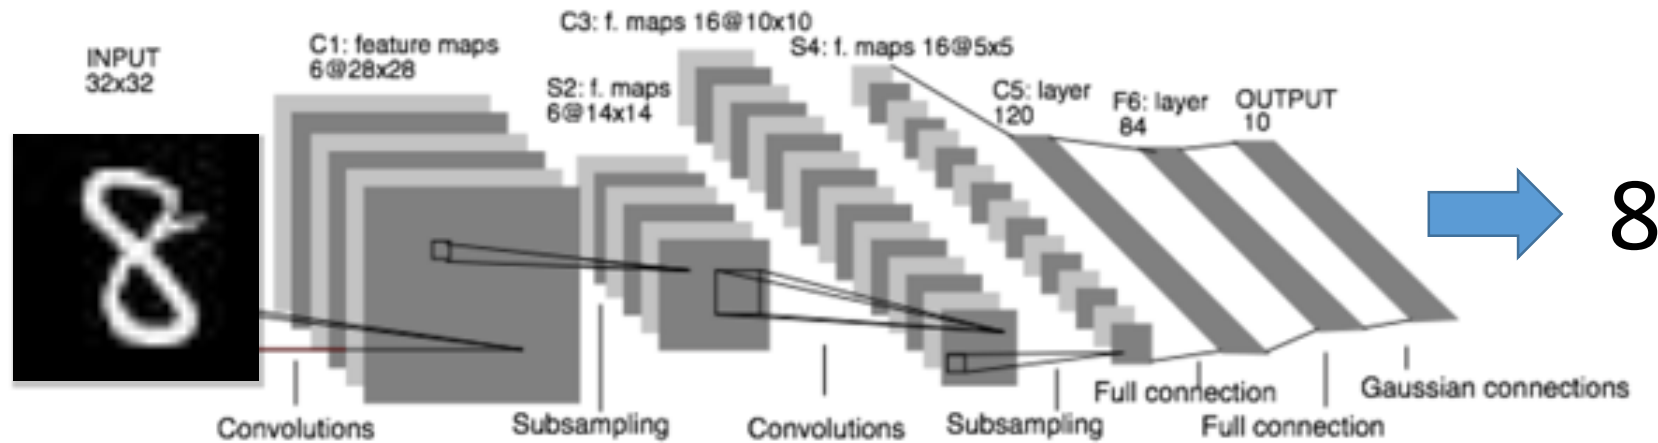 INPUT
32x32
C1: feature maps
6@28x28
S2: f. maps
6@14x14
C3: f. maps 16@10x10
S4: f. maps 16@5x5
C5: layer
120
F6: layer
84
OUTPUT
10
8
8
Convolutions
Subsampling
Convolutions
Subsampling
Full connection
Full connection
Gaussian connections